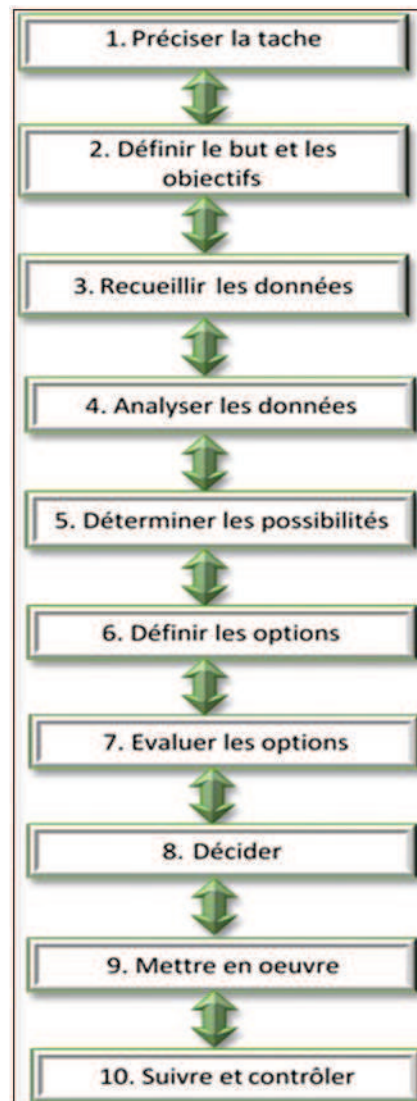 1. Préciser la tache
2. Définir le but et les
objectifs
3. Recueillir les données
4. Analyser les données
5. Déterminer les possibilités
6. Définir les options
7. Evaluer les options
8. Décider
9. Mettre en oeuvre
10. Suivre et contrôler